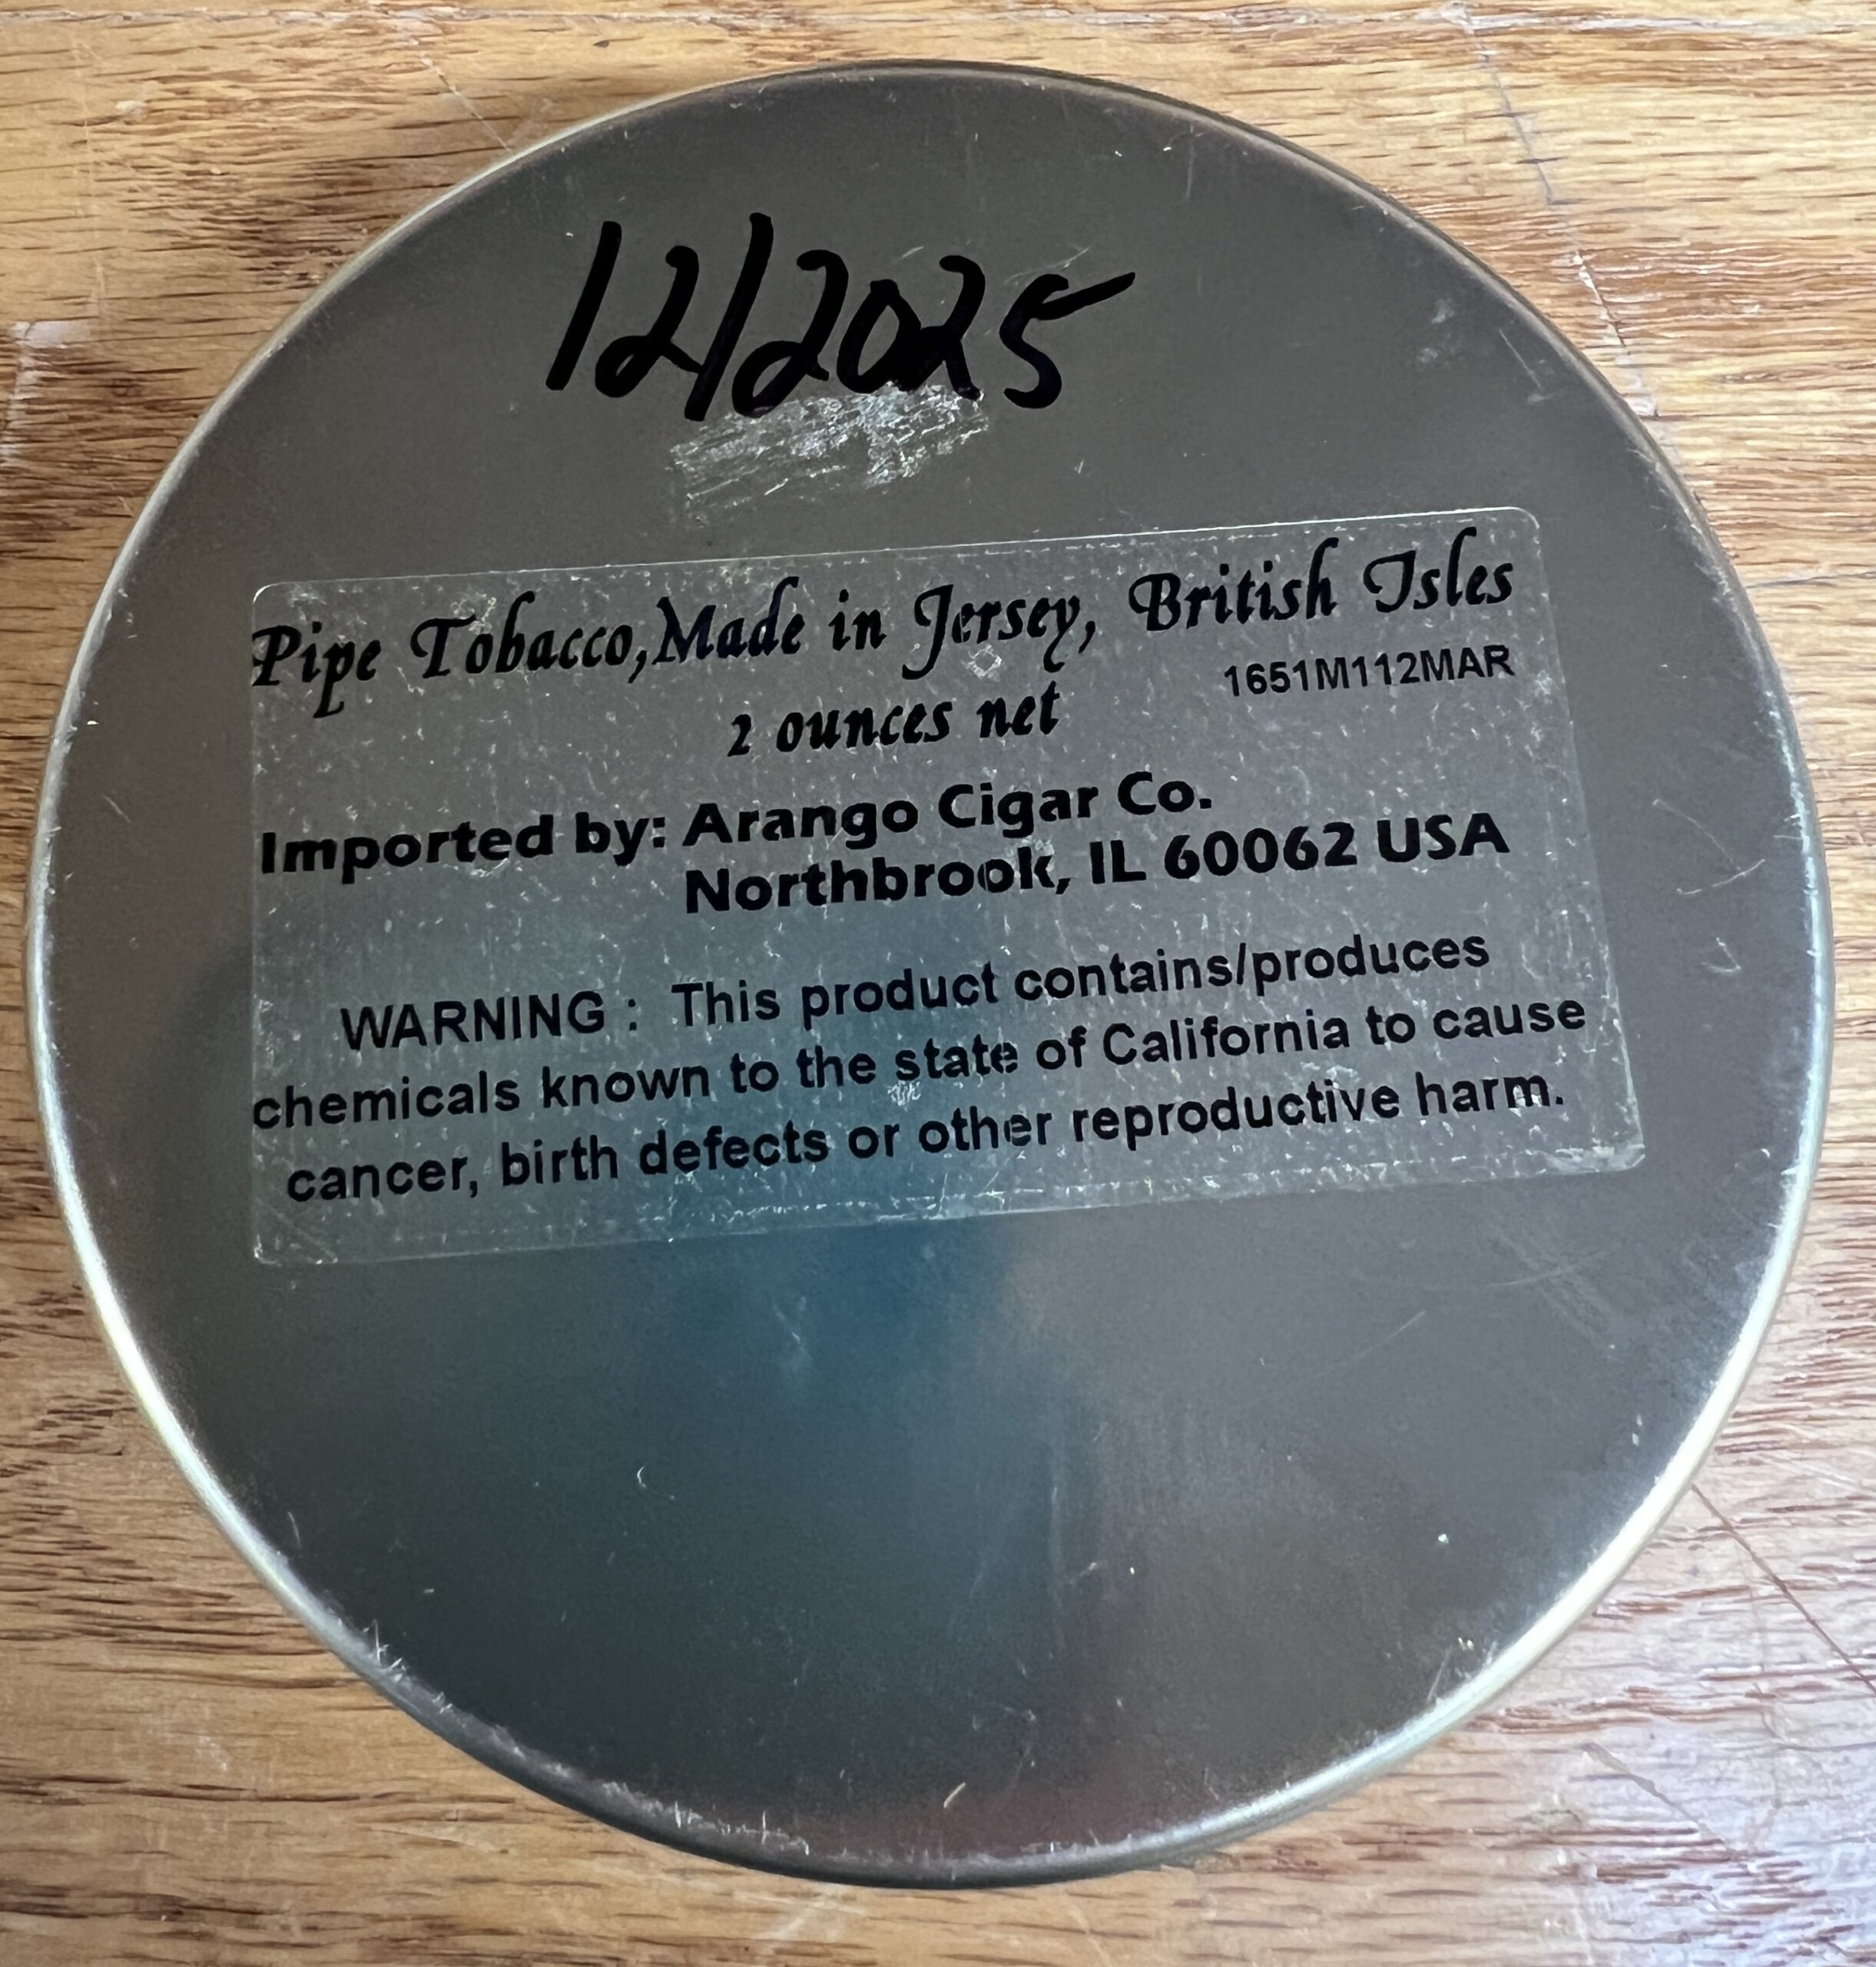 12/2025
Pipe Tobacco,Made in Jersey, British Isles
1651M112MAR
2 ounces net
Imported by: Arango Cigar Co.
Northbrook, IL 60062 USA
WARNING : This product contains/produces
chemicals known to the state of California to cause
cancer, birth defects or other reproductive harm.